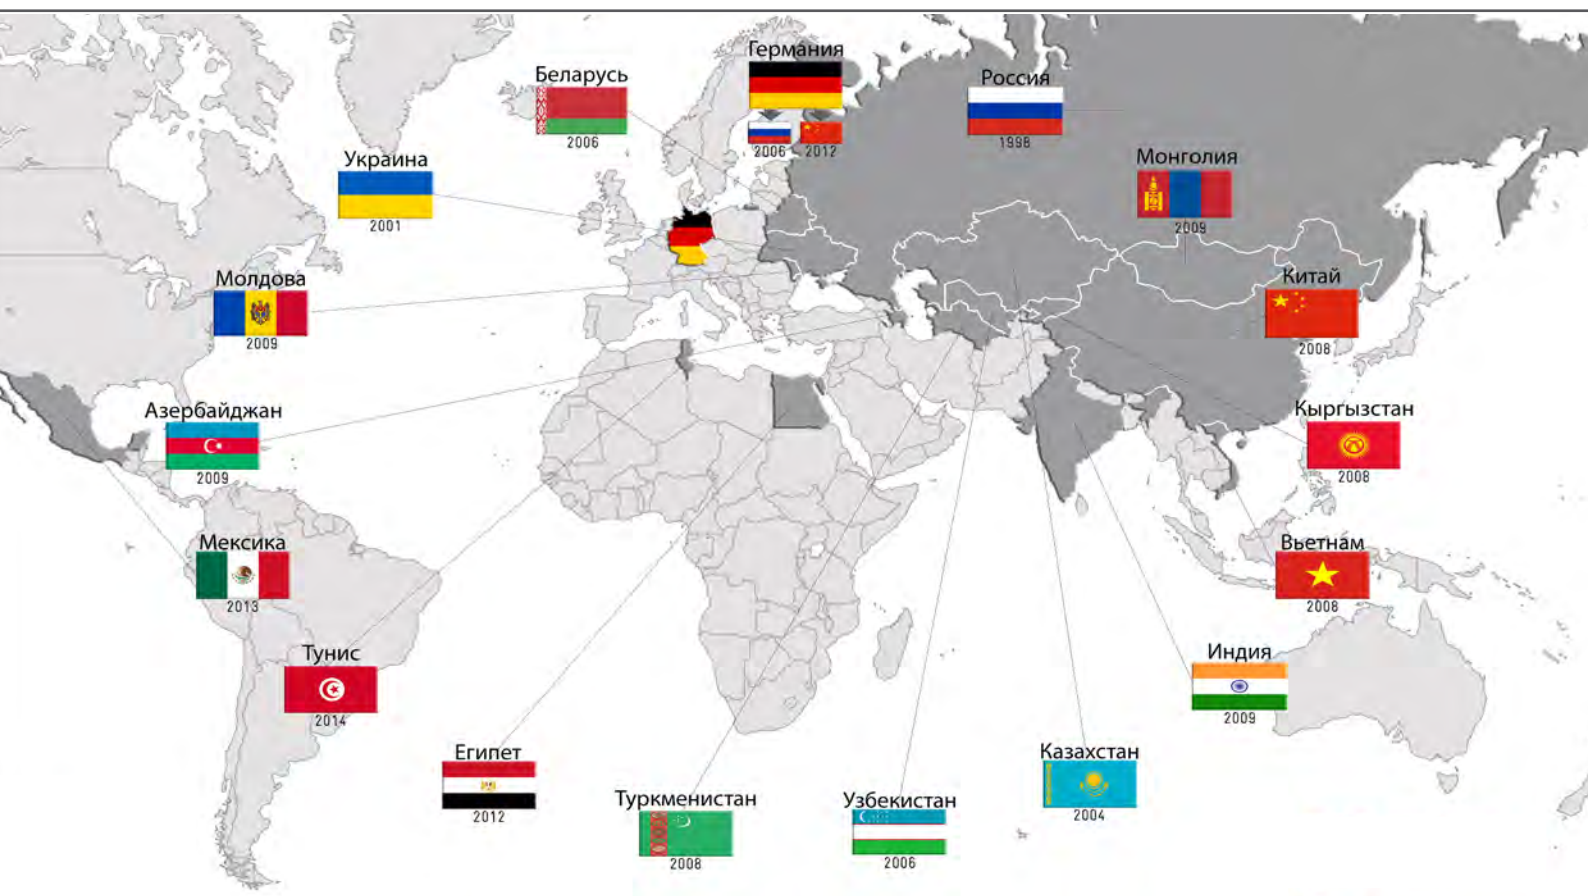 Германия
2006 2012
Беларусь
2006
Россия
1998
Украина
2001
Монголия
2009
Молдова
2009
Китай
2008
Азербайджан
2009
Кыргызстан
2008
Мексика
2013
Вьетнам
2008
Тунис
2014
Индия
2009
Египет
2012
Туркменистан
2008
Узбекистан
2006
Казахстан
2004